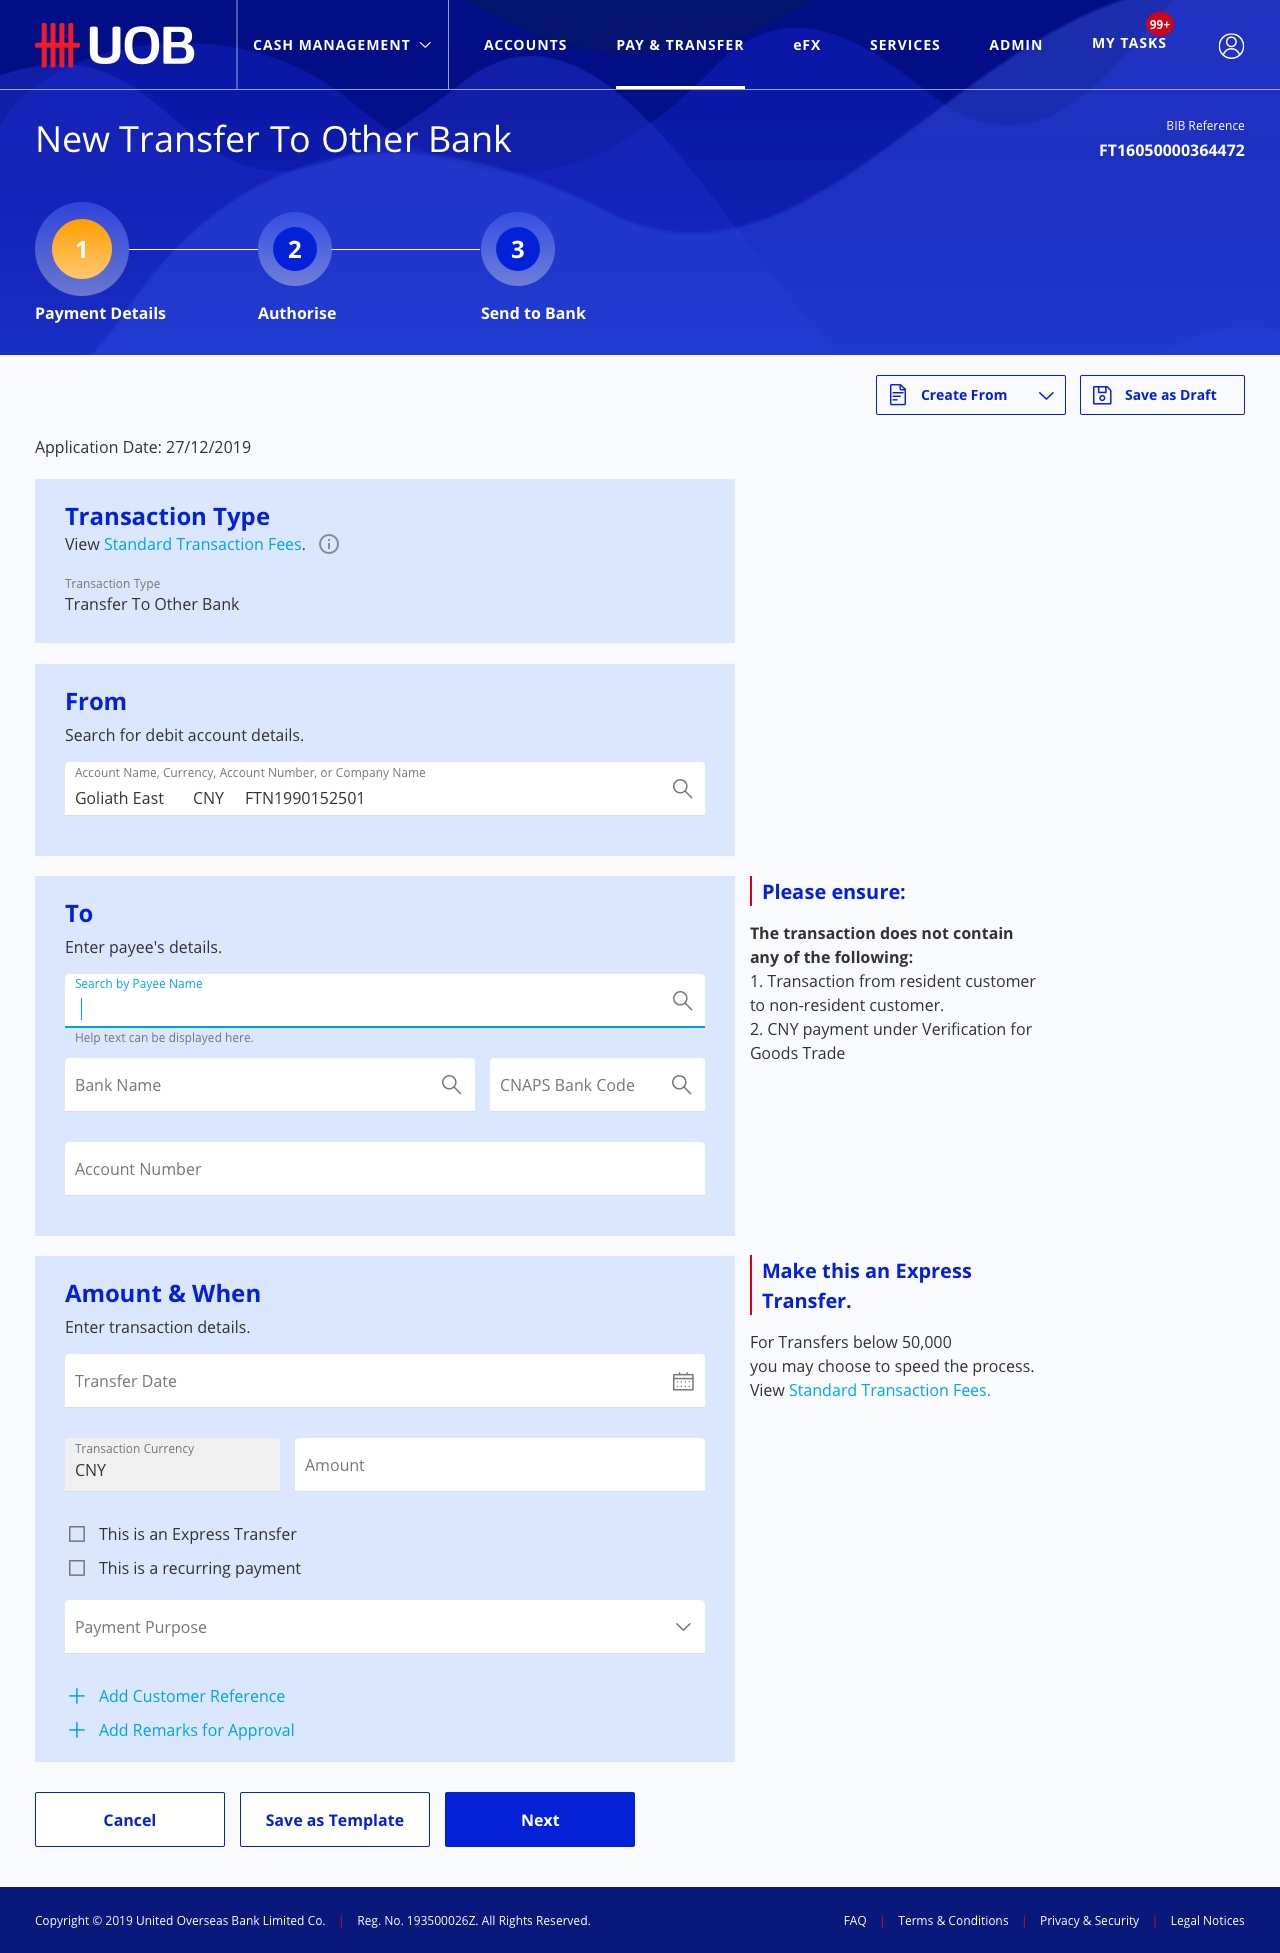 UOB
CASH MANAGEMENT
ACCOUNTS
PAY & TRANSFER
eFX
SERVICES
ADMIN
MY TASKS
99+
New Transfer To Other Bank
BIB Reference
FT16050000364472
1
2
3
Payment Details
Authorise
Send to Bank
Create From
Save as Draft
Application Date: 27/12/2019
Transaction Type
View Standard Transaction Fees.
Transaction Type
Transfer To Other Bank
From
Search for debit account details.
Account Name, Currency, Account Number, or Company Name
Goliath East CNY FTN1990152501
To
Enter payee's details.
Search by Payee Name
Help text can be displayed here.
Bank Name
CNAPS Bank Code
Account Number
Please ensure:
The transaction does not contain
any of the following:
1. Transaction from resident customer
to non-resident customer.
2. CNY payment under Verification for
Goods Trade
Amount & When
Enter transaction details.
Transfer Date
Transaction Currency
CNY
Amount
This is an Express Transfer
This is a recurring payment
Payment Purpose
Add Customer Reference
Add Remarks for Approval
Make this an Express
Transfer.
For Transfers below 50,000
you may choose to speed the process.
View Standard Transaction Fees.
Cancel
Save as Template
Next
Copyright © 2019 United Overseas Bank Limited Co. | Reg. No. 193500026Z. All Rights Reserved.
FAQ | Terms & Conditions | Privacy & Security | Legal Notices